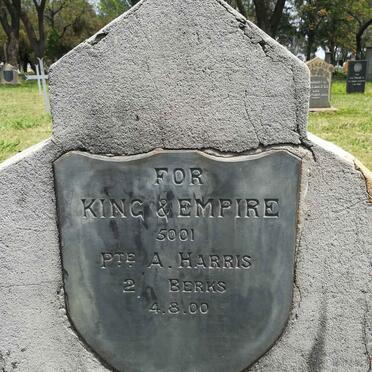 FOR
KING & EMPIRE
5001
PTE A. HARRIS
2, BERKS
4.8.00